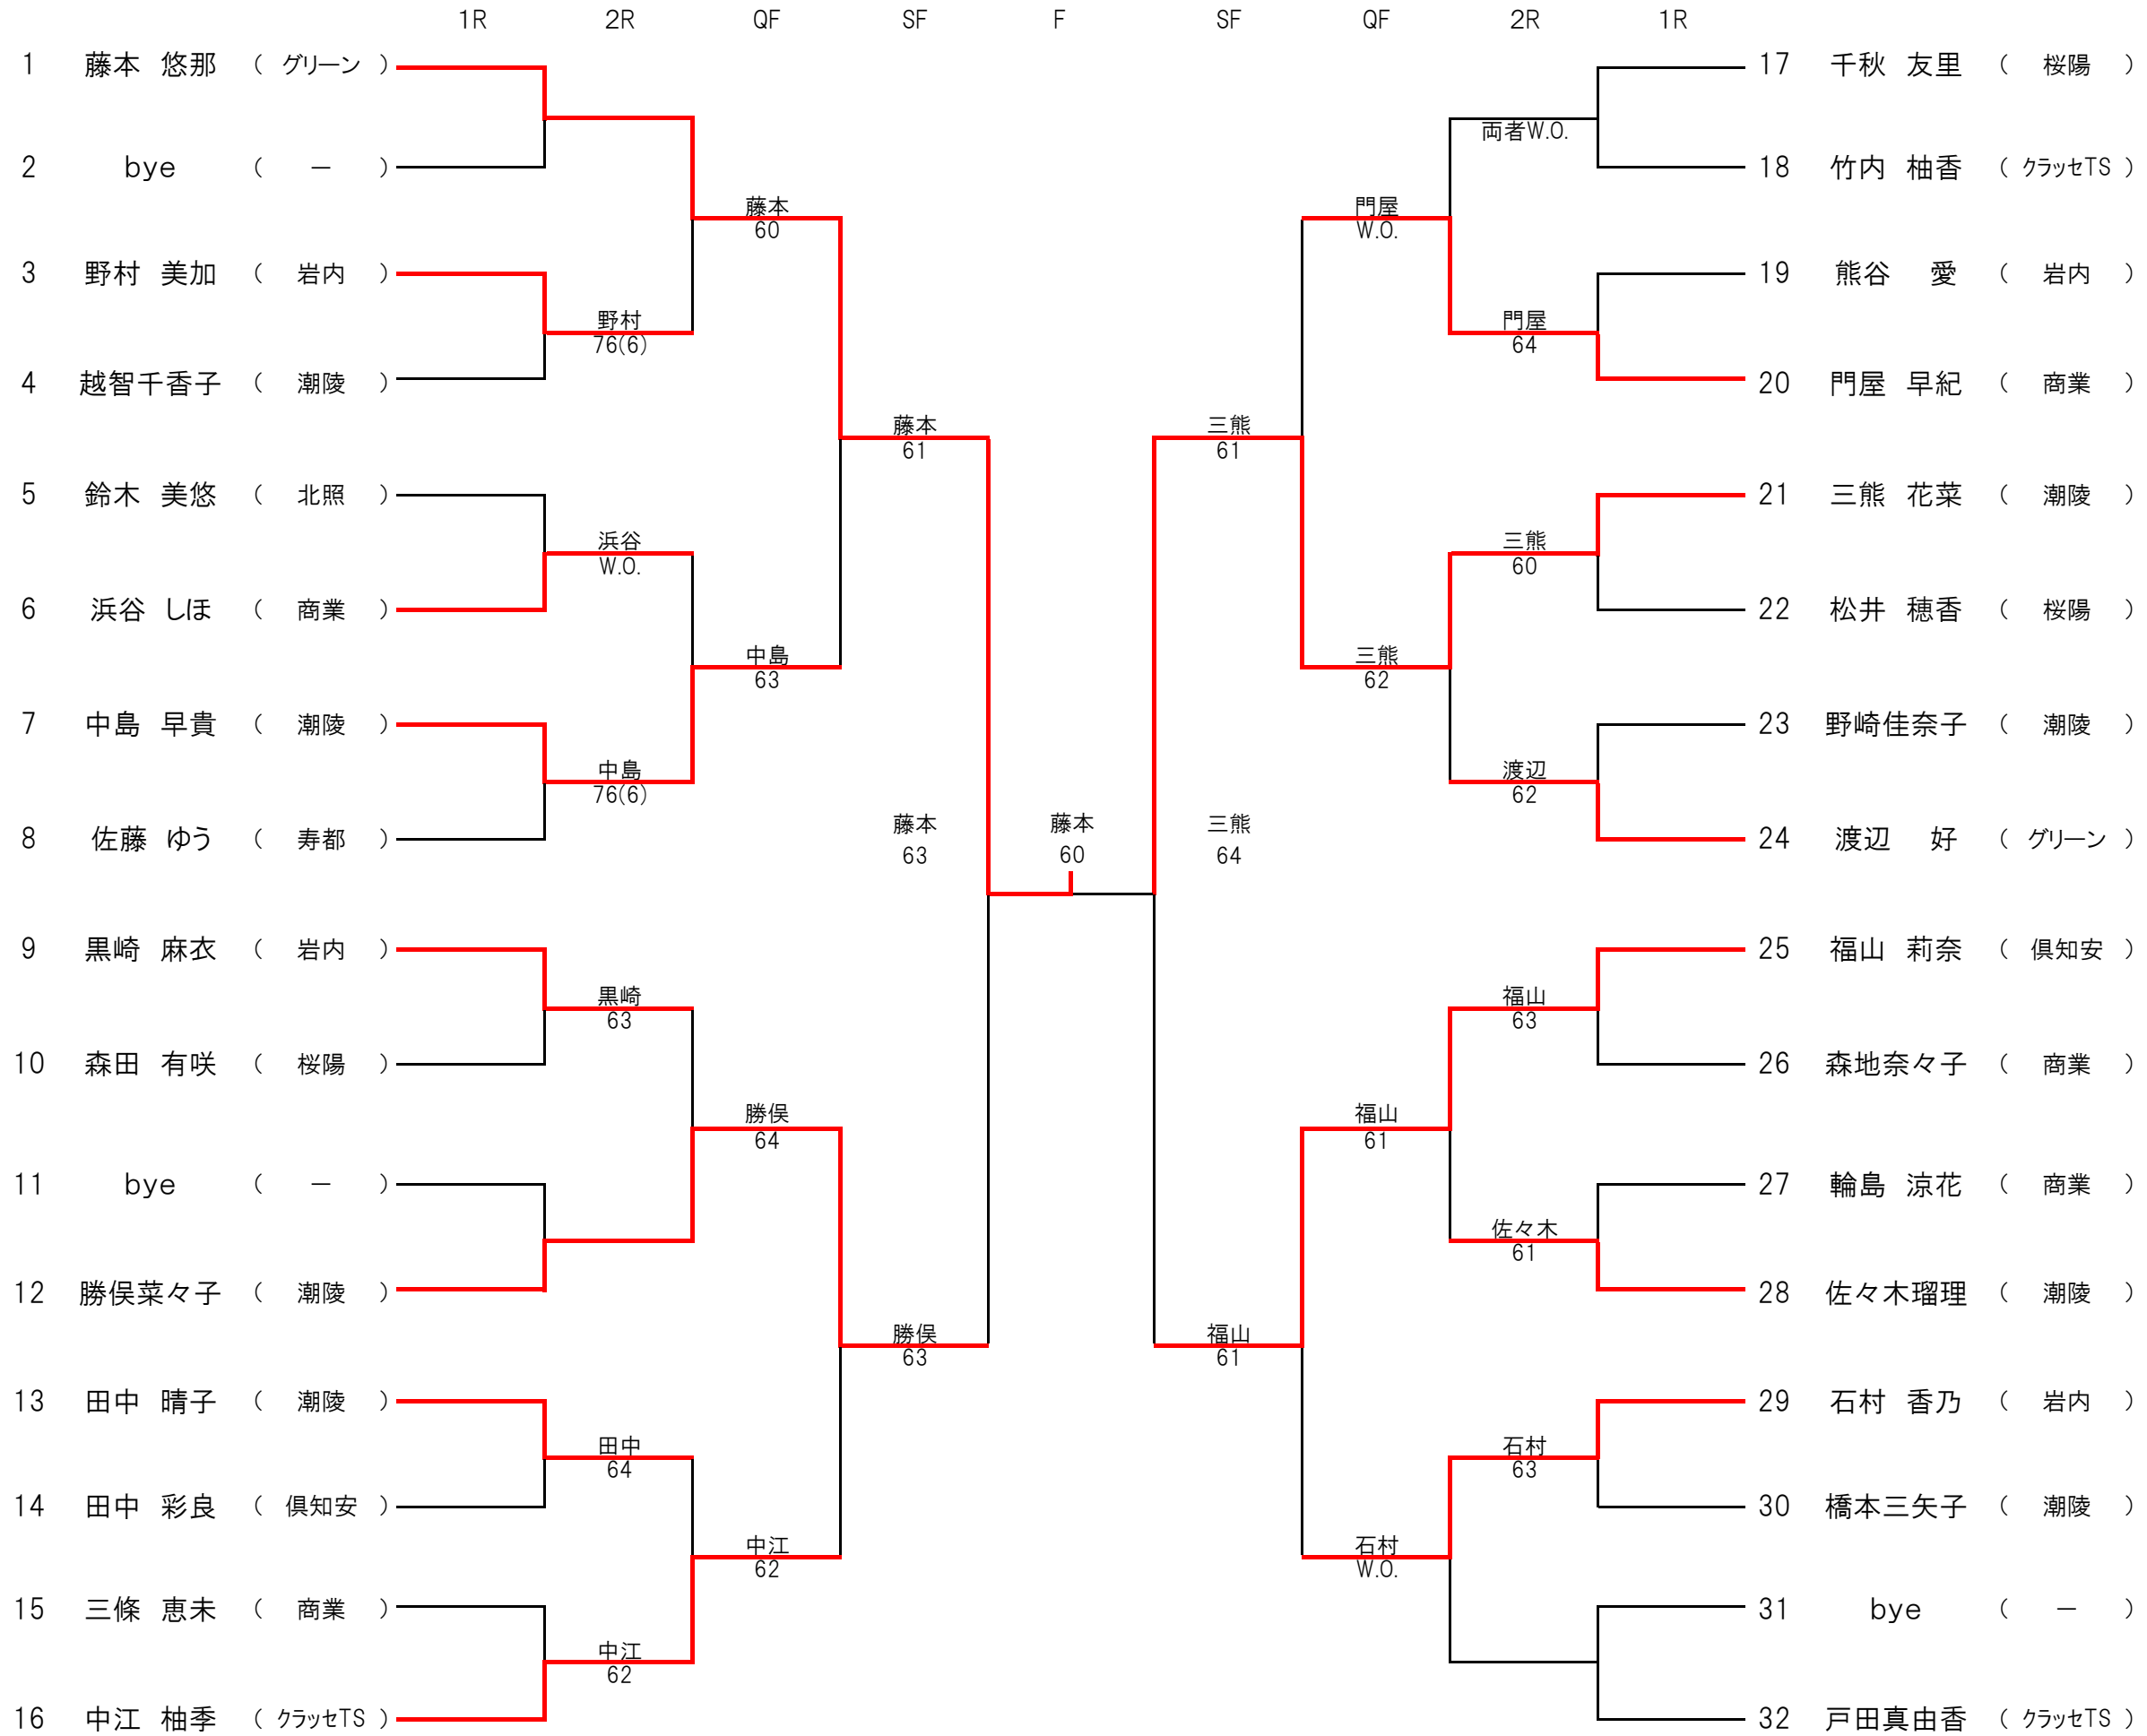 1R 2R QF SF F SF QF 2R 1R
1 藤本 悠那 ( グリーン )
2 bye ( － )
3 野村 美加 ( 岩内 )
4 越智千香子 ( 潮陵 )
5 鈴木 美悠 ( 北照 )
6 浜谷 しほ ( 商業 )
7 中島 早貴 ( 潮陵 )
8 佐藤 ゆう ( 寿都 )
9 黒崎 麻衣 ( 岩内 )
10 森田 有咲 ( 桜陽 )
11 bye ( － )
12 勝俣菜々子 ( 潮陵 )
13 田中 晴子 ( 潮陵 )
14 田中 彩良 ( 倶知安 )
15 三條 恵未 ( 商業 )
16 中江 柚季 ( クラッセTS )
野村
76(6)
浜谷
W.O.
中島
76(6)
黒崎
63
田中
64
中江
62
藤本
60
中島
63
勝俣
64
中江
62
藤本
61
藤本
63
勝俣
63
藤本
60
三熊
61
三熊
64
福山
61
門屋
W.O.
三熊
62
福山
61
石村
W.O.
両者W.O.
門屋
64
三熊
60
渡辺
62
福山
63
佐々木
61
石村
63
17 千秋 友里 ( 桜陽 )
18 竹内 柚香 ( クラッセTS )
19 熊谷 愛 ( 岩内 )
20 門屋 早紀 ( 商業 )
21 三熊 花菜 ( 潮陵 )
22 松井 穂香 ( 桜陽 )
23 野崎佳奈子 ( 潮陵 )
24 渡辺 好 ( グリーン )
25 福山 莉奈 ( 倶知安 )
26 森地奈々子 ( 商業 )
27 輪島 涼花 ( 商業 )
28 佐々木瑠理 ( 潮陵 )
29 石村 香乃 ( 岩内 )
30 橋本三矢子 ( 潮陵 )
31 bye ( － )
32 戸田真由香 ( クラッセTS )